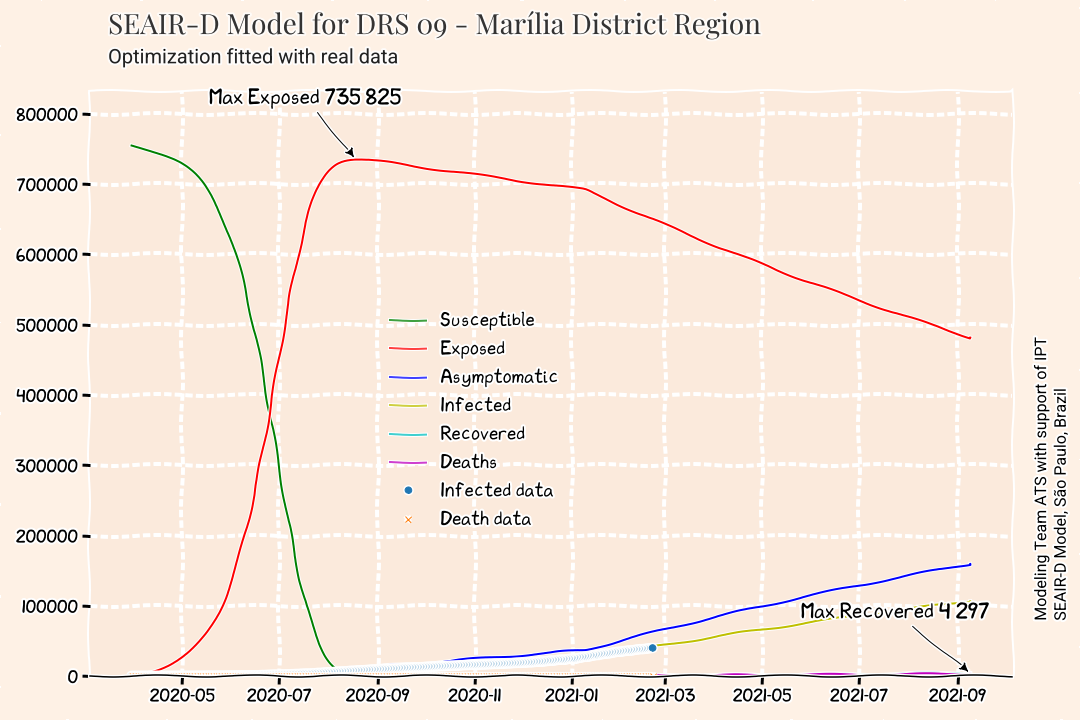 SEAIR-D Model for DRS 09 - Marília District Region
Optimization fitted with real data
Max Exposed 735 825
800000
700000
600000
500000
400000
300000
200000
100000
0
Susceptible
Exposed
Asymptomatic
Infected
Recovered
Deaths
Infected data
Death data
Max Recovered 4 297
2020-05
2020-07
2020-09
2020-11
2021-01
2021-03
2021-05
2021-07
2021-09
Modeling Team ATS with support of IPT
SEAIR-D Model, São Paulo, Brazil